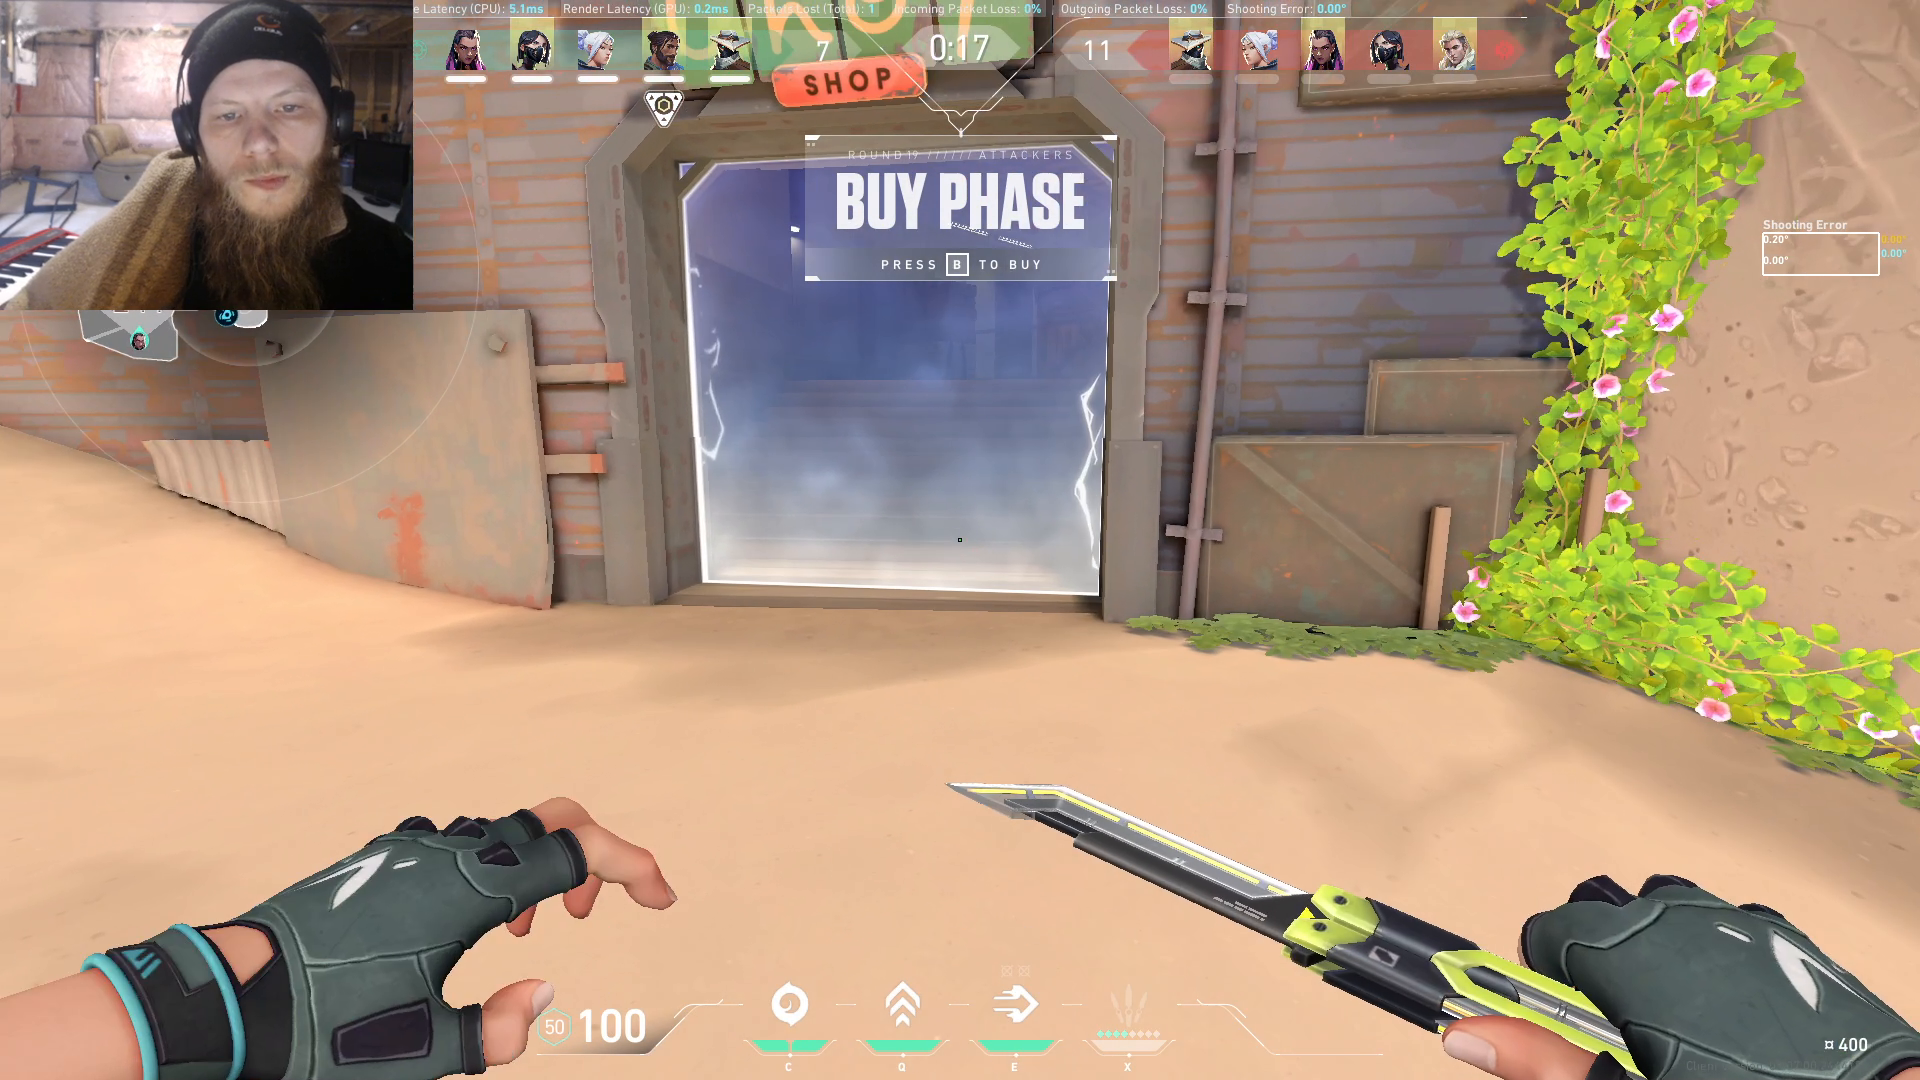 e Latency (CPU): 5.1ms Render Latency (GPU): 0.2ms Packets Lost (Total): 1 Incoming Packet Loss: 0% Outgoing Packet Loss: 0% Shooting Error: 0.00°
7 0:17 11
SHOP
ROUND 19 ////// ATTACKERS
BUY PHASE
PRESS B TO BUY
Shooting Error
0.20° 0.00°
0.00° 0.00°
50 100
¤ 400
C Q E X